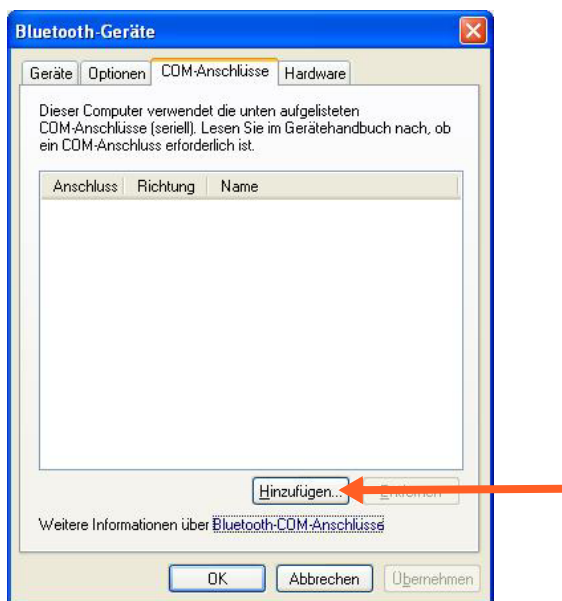 Bluetooth-Geräte
Geräte Optionen COM-Anschlüsse Hardware
Dieser Computer verwendet die unten aufgelisteten
COM-Anschlüsse (seriell). Lesen Sie im Gerätehandbuch nach, ob
ein COM-Anschluss erforderlich ist.
Anschluss Richtung Name
Hinzufügen... Entfernen
Weitere Informationen über Bluetooth-COM-Anschlüsse
OK Abbrechen Übernehmen